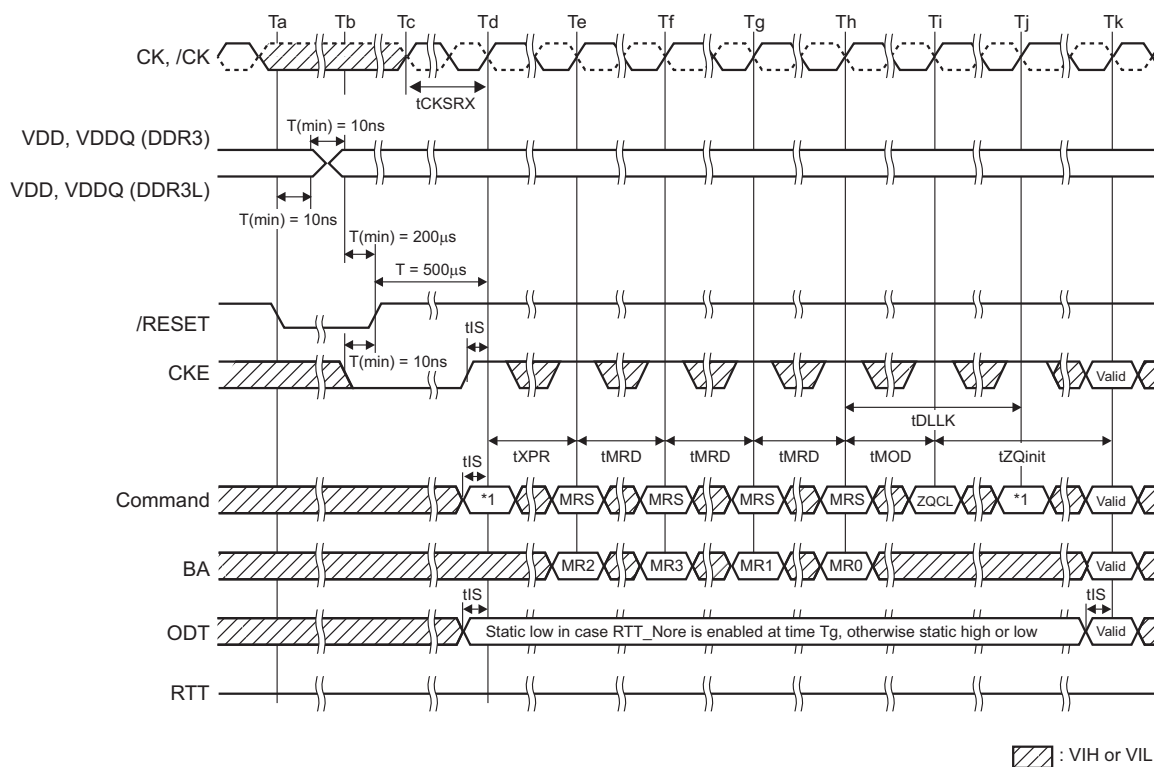 Ta Tb Tc Td Te Tf Tg Th Ti Tj Tk
CK, /CK
tCKSRX
T(min) = 10ns
VDD, VDDQ (DDR3)
VDD, VDDQ (DDR3L)
T(min) = 10ns
T(min) = 200μs
T = 500μs
/RESET
tIS
T(min) = 10ns
CKE
Valid
tDLLK
tXPR tMRD tMRD tMRD tMOD tZQinit
tIS
Command *1 MRS MRS MRS MRS ZQCL *1 Valid
BA MR2 MR3 MR1 MR0 Valid
tIS tIS
ODT Static low in case RTT_Nore is enabled at time Tg, otherwise static high or low Valid
RTT
: VIH or VIL